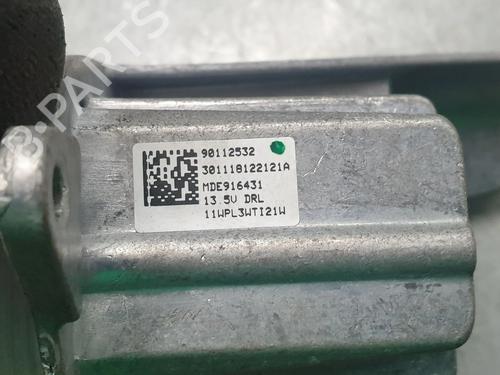 B-PARTS
90112532
301118122121A
MDE916431
13.5V DRL
11WPL3WTI21W